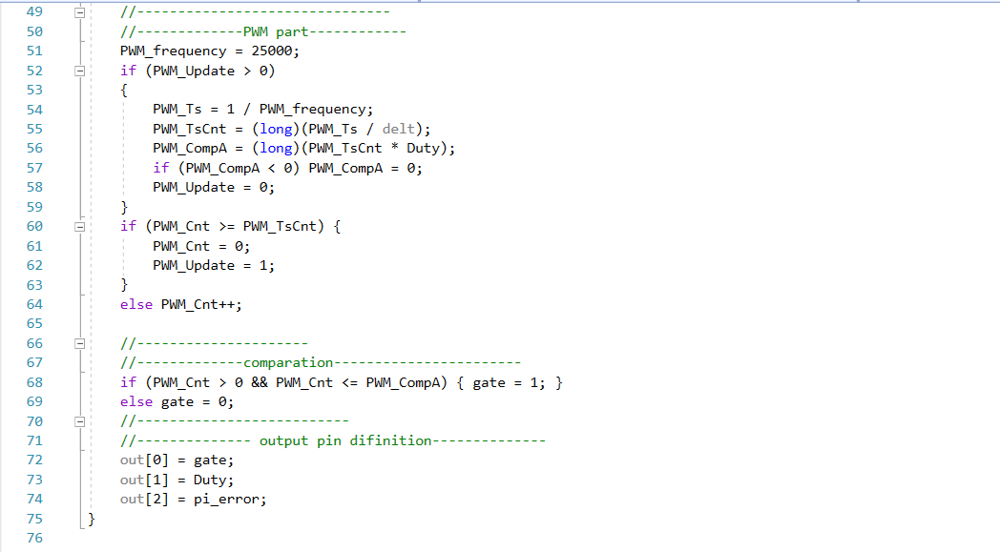 49 //-------------------------------
50 //-------------PWM part------------
51 PWM_frequency = 25000;
52 if (PWM_Update > 0)
53 {
54 PWM_Ts = 1 / PWM_frequency;
55 PWM_TsCnt = (long)(PWM_Ts / delt);
56 PWM_CompA = (long)(PWM_TsCnt * Duty);
57 if (PWM_CompA < 0) PWM_CompA = 0;
58 PWM_Update = 0;
59 }
60 if (PWM_Cnt >= PWM_TsCnt) {
61 PWM_Cnt = 0;
62 PWM_Update = 1;
63 }
64 else PWM_Cnt++;
65
66 //---------------------
67 //-------------comparation-----------------------
68 if (PWM_Cnt > 0 && PWM_Cnt <= PWM_CompA) { gate = 1; }
69 else gate = 0;
70 //--------------------------
71 //-------------- output pin difinition--------------
72 out[0] = gate;
73 out[1] = Duty;
74 out[2] = pi_error;
75 }
76